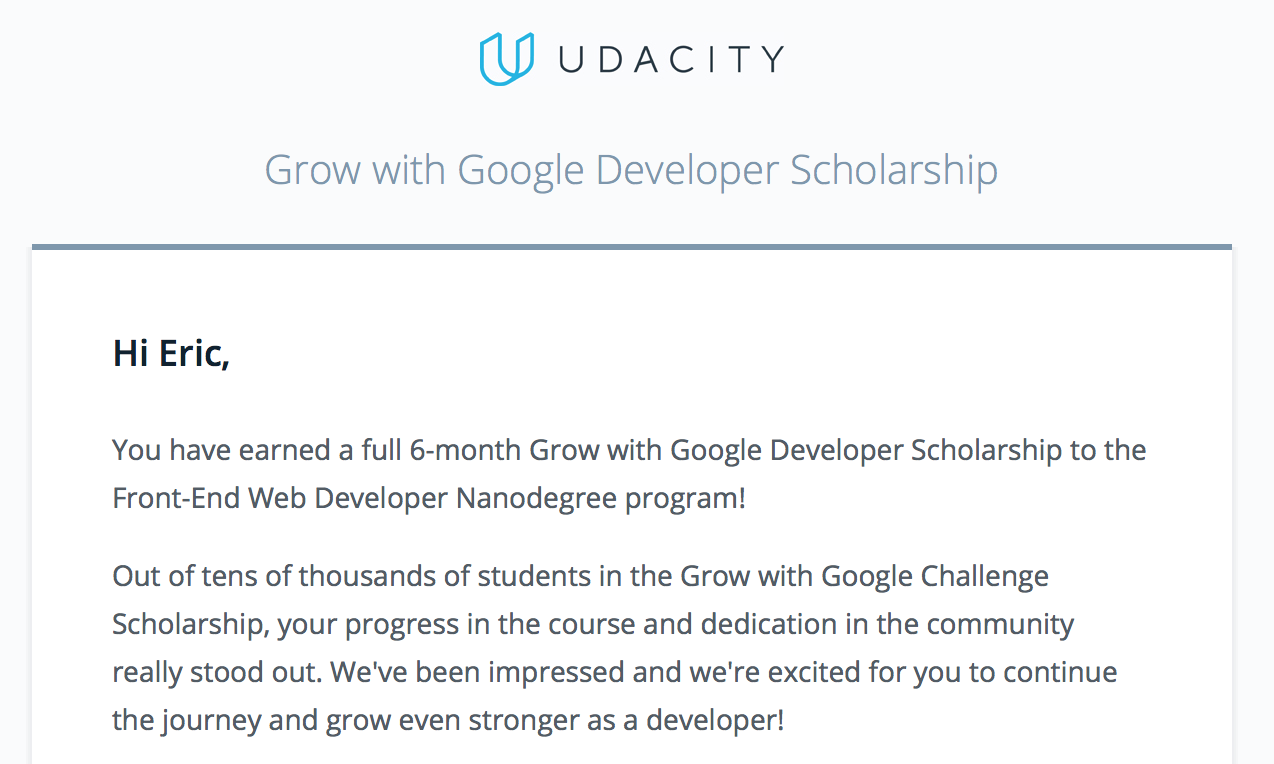 UDACITY
Grow with Google Developer Scholarship
Hi Eric,
You have earned a full 6-month Grow with Google Developer Scholarship to the
Front-End Web Developer Nanodegree program!
Out of tens of thousands of students in the Grow with Google Challenge
Scholarship, your progress in the course and dedication in the community
really stood out. We've been impressed and we're excited for you to continue
the journey and grow even stronger as a developer!